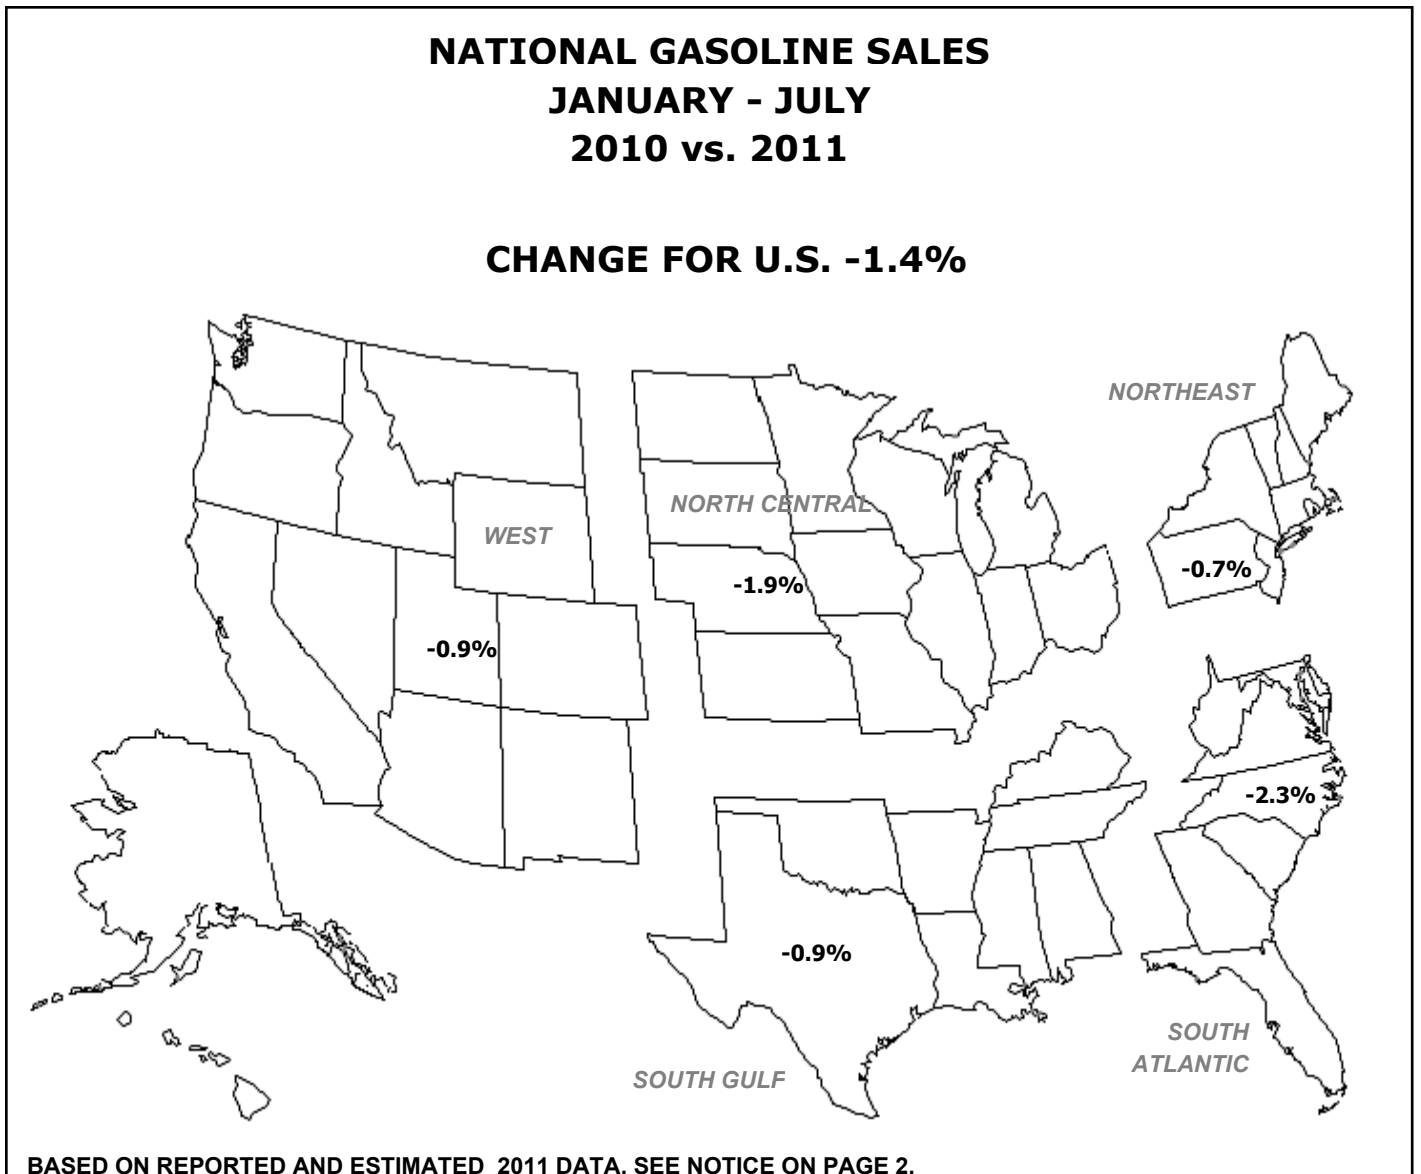 NATIONAL GASOLINE SALES
JANUARY - JULY
2010 vs. 2011
CHANGE FOR U.S. -1.4%
NORTHEAST
NORTH CENTRAL
WEST
-0.7%
-1.9%
-0.9%
-2.3%
-0.9%
SOUTH
ATLANTIC
SOUTH GULF
BASED ON REPORTED AND ESTIMATED  2011 DATA. SEE NOTICE ON PAGE 2.